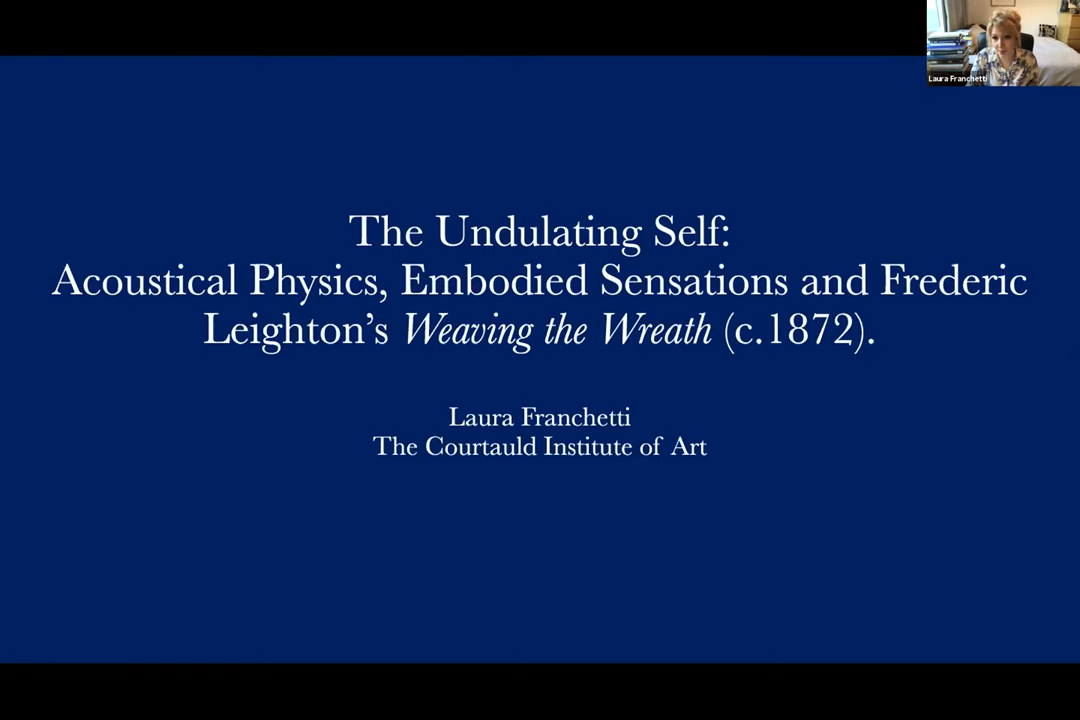 Laura Franchetti
The Undulating Self:
Acoustical Physics, Embodied Sensations and Frederic
Leighton’s Weaving the Wreath (c.1872).
Laura Franchetti
The Courtauld Institute of Art